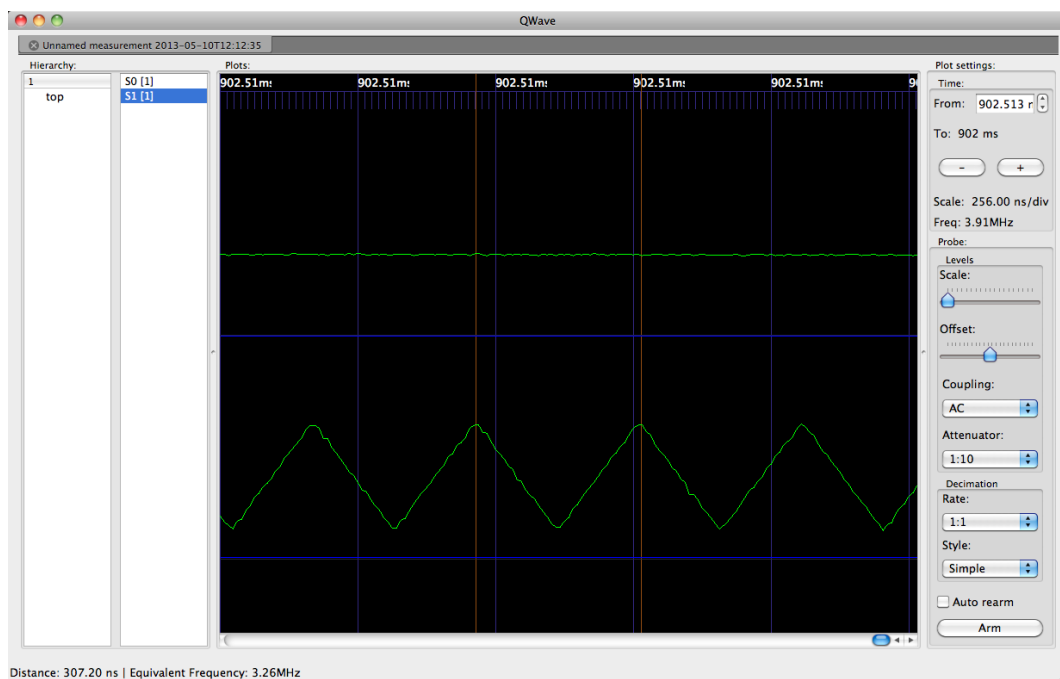 QWave
Unnamed measurement 2013-05-10T12:12:35
Hierarchy:
1
top
S0 [1]
S1 [1]
Plots:
902.51m: 902.51m: 902.51m: 902.51m: 902.51m: 9
Plot settings:
Time:
From: 902.513 r
To: 902 ms
- +
Scale: 256.00 ns/div
Freq: 3.91MHz
Probe:
Levels
Scale:
Offset:
Coupling:
AC
Attenuator:
1:10
Decimation
Rate:
1:1
Style:
Simple
Auto rearm
Arm
Distance: 307.20 ns | Equivalent Frequency: 3.26MHz